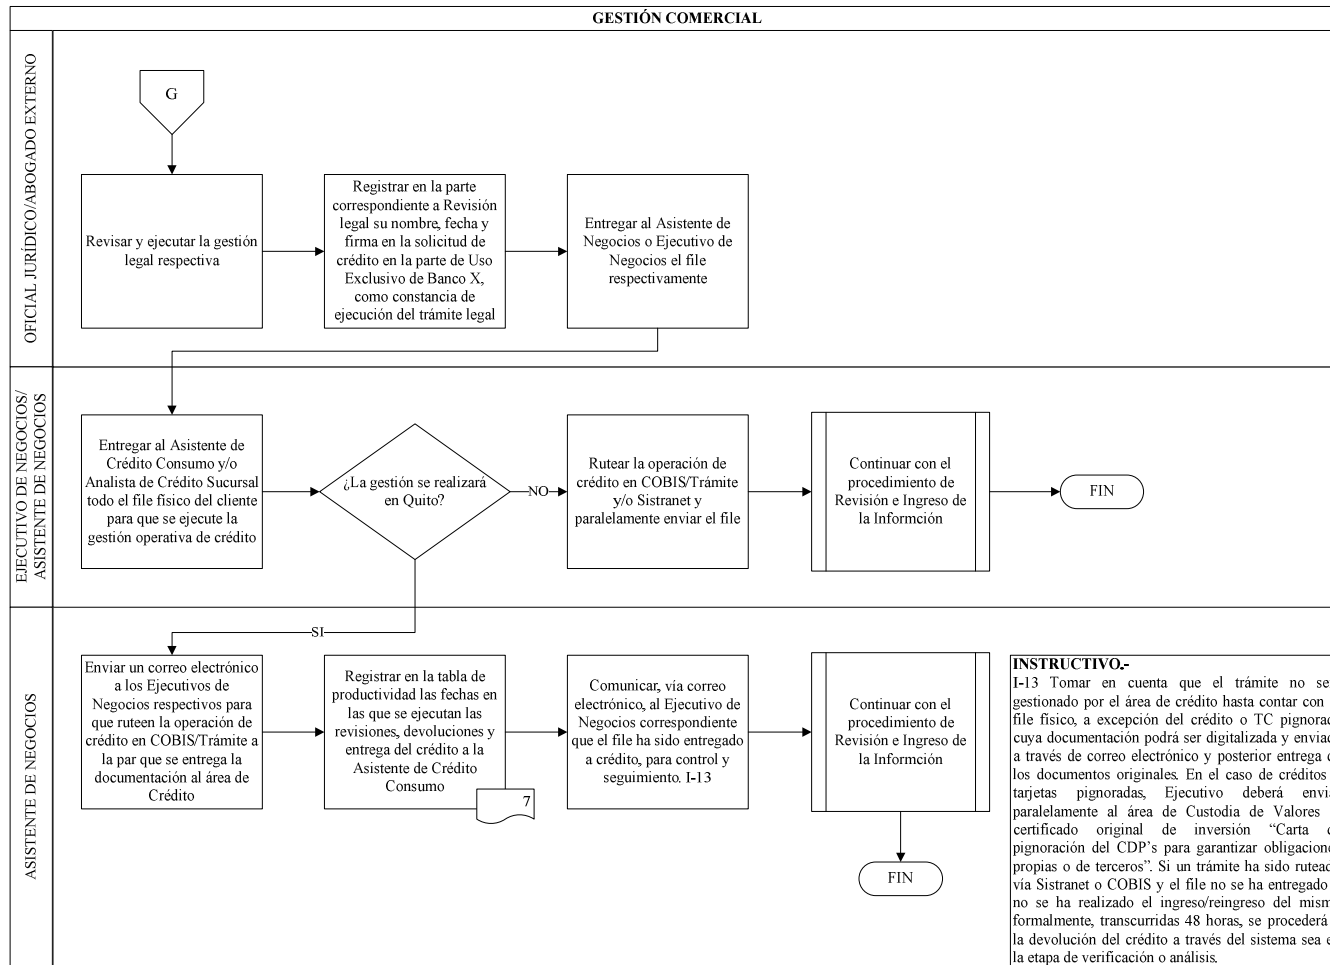 GESTIÓN COMERCIAL
OFICIAL JURÍDICO/ABOGADO EXTERNO
G
Revisar y ejecutar la gestión
legal respectiva
Registrar en la parte
correspondiente a Revisión
legal su nombre, fecha y
firma en la solicitud de
crédito en la parte de Uso
Exclusivo de Banco X,
como constancia de
ejecución del trámite legal
Entregar al Asistente de
Negocios o Ejecutivo de
Negocios el file
respectivamente
EJECUTIVO DE NEGOCIOS/
ASISTENTE DE NEGOCIOS
Entregar al Asistente de
Crédito Consumo y/o
Analista de Crédito Sucursal
todo el file físico del cliente
para que se ejecute la
gestión operativa de crédito
¿La gestión se realizará
en Quito?
NO
Rutear la operación de
crédito en COBIS/Trámite
y/o Sistranet y
paralelamente enviar el file
Continuar con el
procedimiento de
Revisión e Ingreso de
la Informción
FIN
SI
ASISTENTE DE NEGOCIOS
Enviar un correo electrónico
a los Ejecutivos de
Negocios respectivos para
que ruteen la operación de
crédito en COBIS/Trámite a
la par que se entrega la
documentación al área de
Crédito
Registrar en la tabla de
productividad las fechas en
las que se ejecutan las
revisiones, devoluciones y
entrega del crédito a la
Asistente de Crédito
Consumo
7
Comunicar, vía correo
electrónico, al Ejecutivo de
Negocios correspondiente
que el file ha sido entregado
a crédito, para control y
seguimiento. I-13
Continuar con el
procedimiento de
Revisión e Ingreso de
la Informción
FIN
INSTRUCTIVO.-
I-13 Tomar en cuenta que el trámite no
gestionado por el área de crédito hasta contar con
file físico, a excepción del crédito o TC
cuya documentación podrá ser digitalizada y
a través de correo electrónico y posterior entrega
los documentos originales. En el caso de créditos
tarjetas pignoradas, Ejecutivo deberá
paralelamente al área de Custodia de Valores
certificado original de inversión “Carta
pignoración del CDP’s para garantizar
propias o de terceros”. Si un trámite ha sido
vía Sistranet o COBIS y el file no se ha entregado
no se ha realizado el ingreso/reingreso del
formalmente, transcurridas 48 horas, se procederá
la devolución del crédito a través del sistema sea
la etapa de verificación o análisis.